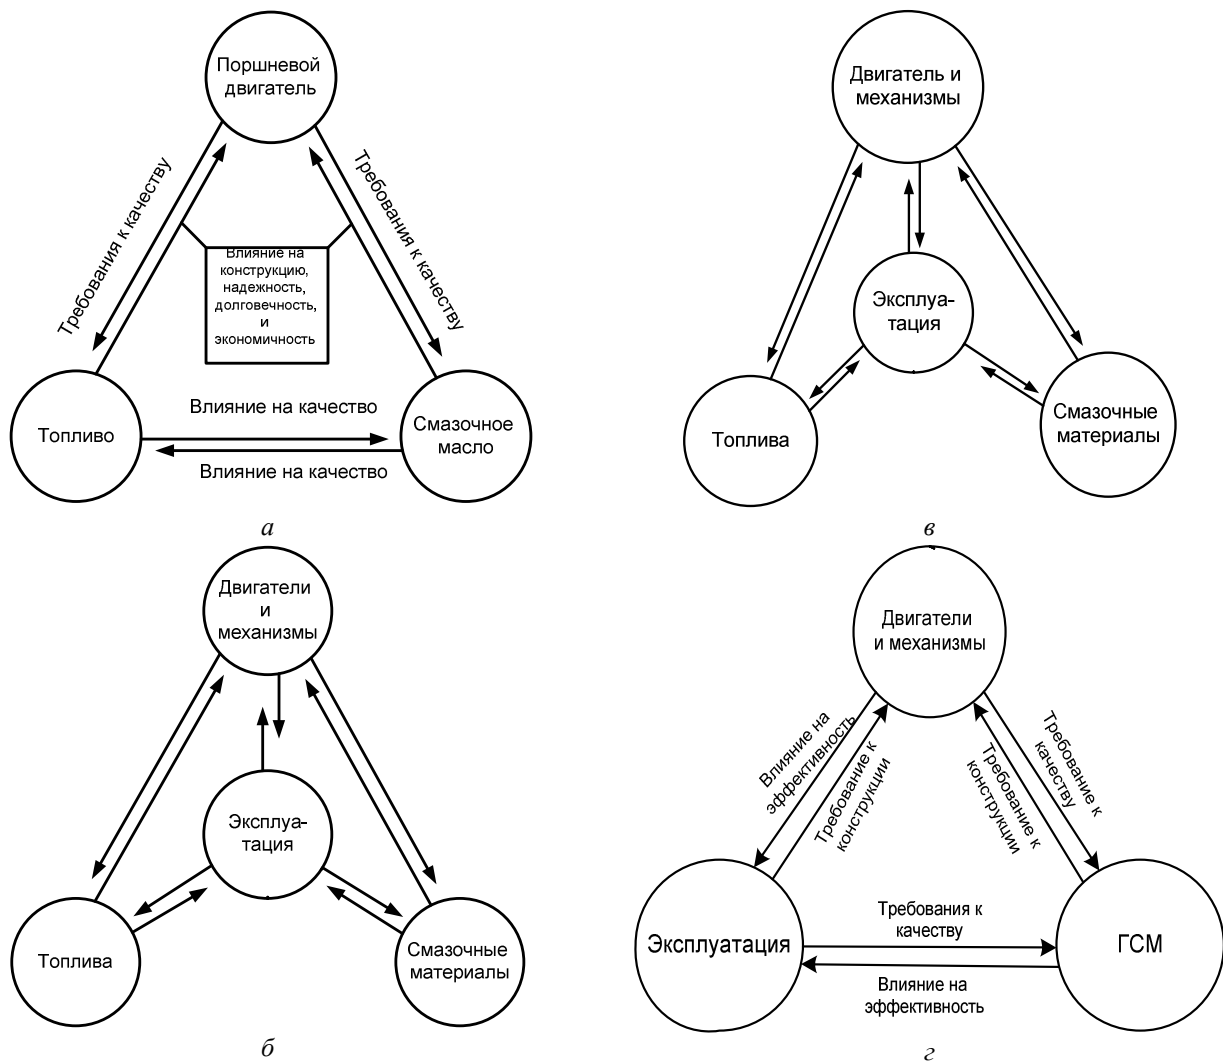 Поршневой
двигатель
Требования к качеству
Требования к качеству
Влияние на
конструкцию,
надежность,
долговечность,
и
экономичность
Топливо
Влияние на качество
Влияние на качество
Смазочное
масло
а
Двигатель и
механизмы
Эксплуа-
тация
Топлива
Смазочные
материалы
в
Двигатели
и
механизмы
Эксплуа-
тация
Топлива
Смазочные
материалы
б
Двигатели
и механизмы
Влияние на
эффективность
Требование к
конструкции
Требование к
конструкции
Требование к
качеству
Эксплуатация
Требования к
качеству
Влияние на
эффективность
ГСМ
г